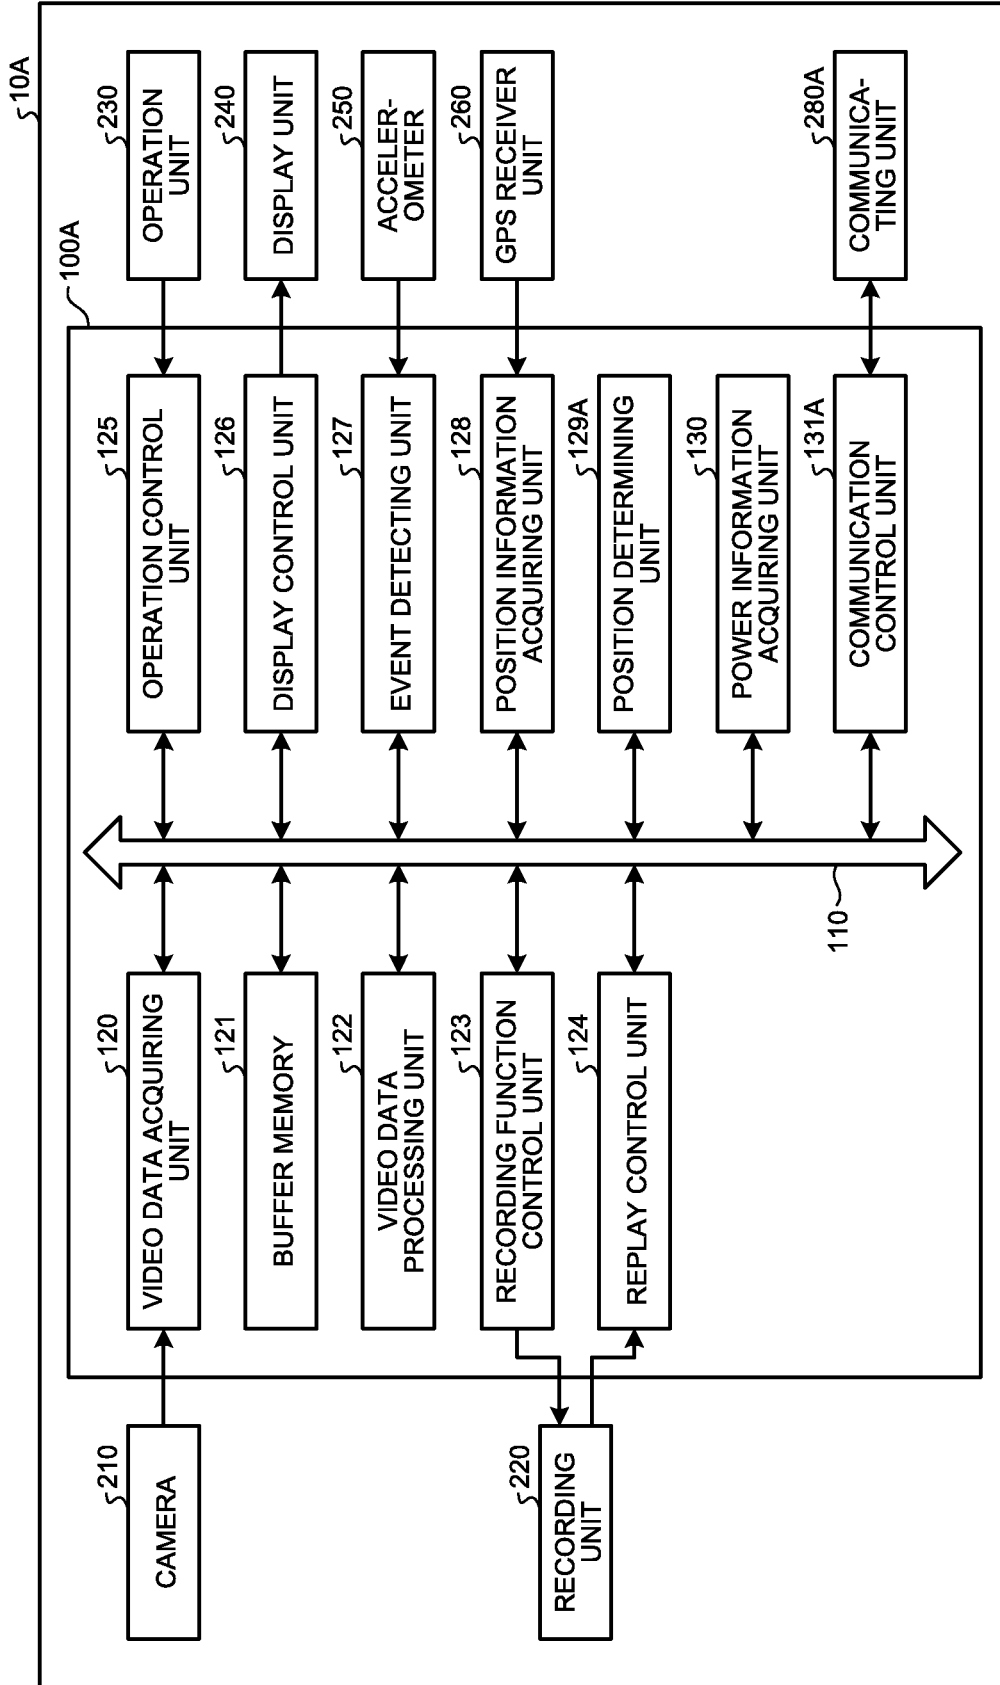 10A
100A
210
CAMERA
220
RECORDING
UNIT
120
VIDEO DATA ACQUIRING
UNIT
121
BUFFER MEMORY
122
VIDEO DATA
PROCESSING UNIT
123
RECORDING FUNCTION
CONTROL UNIT
124
REPLAY CONTROL UNIT
110
125
OPERATION CONTROL
UNIT
126
DISPLAY CONTROL UNIT
127
EVENT DETECTING UNIT
128
POSITION INFORMATION
ACQUIRING UNIT
129A
POSITION DETERMINING
UNIT
130
POWER INFORMATION
ACQUIRING UNIT
131A
COMMUNICATION
CONTROL UNIT
230
OPERATION
UNIT
240
DISPLAY UNIT
250
ACCELER-
OMETER
260
GPS RECEIVER
UNIT
280A
COMMUNICA-
TING UNIT